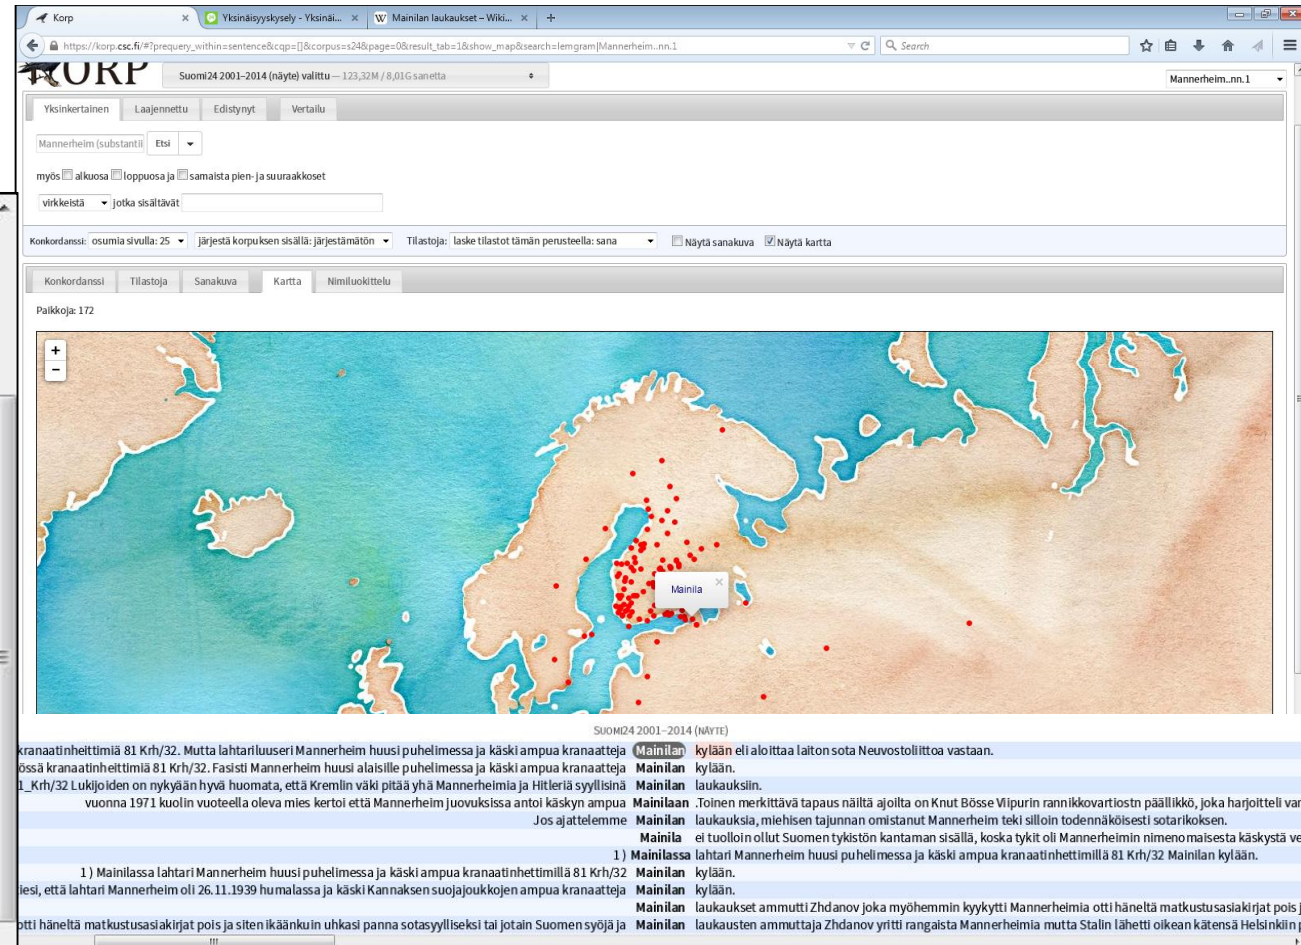 Korp
Yksinäisyyskysely - Yksinäi...
W Mainilan laukaukset – Wiki...
https://korp.csc.fi/#?prequery_within=sentence&cqp=[]&corpus=s24&page=0&result_tab=1&show_map&search=lemgram|Mannerheim..nn.1
Search
KORP
Suomi24 2001–2014 (näyte) valittu — 123,32M / 8,01G sanetta
Mannerheim..nn.1
Yksinkertainen Laajennettu Edistynyt Vertailu
Mannerheim (substantii Etsi
myös alkuosa loppuosa ja samaista pien- ja suuraakkoset
virkkeistä jotka sisältävät
Konkordanssi: osumia sivulla: 25 järjestä korpuksen sisällä: järjestämätön Tilastoja: laske tilastot tämän perusteella: sana Näytä sanakuva Näytä kartta
Konkordanssi Tilastoja Sanakuva Kartta Nimiluokittelu
Paikkoja: 172
+
−
Mainila ×
SUOMI24 2001–2014 (NÄYTE)
kranaatinheittimiä 81 Krh/32. Mutta lahtariluuseri Mannerheim huusi puhelimessa ja käski ampua kranaatteja Mainilan kylään eli aloittaa laiton sota Neuvostoliittoa vastaan.
össä kranaatinheittimiä 81 Krh/32. Fasisti Mannerheim huusi alaisille puhelimessa ja käski ampua kranaatteja Mainilan kylään.
1_Krh/32 Lukijoiden on nykyään hyvä huomata, että Kremlin väki pitää yhä Mannerheimia ja Hitleriä syyllisinä Mainilan laukauksiin.
vuonna 1971 kuolin vuoteella oleva mies kertoi että Mannerheim juovuksissa antoi käskyn ampua Mainilaan .Toinen merkittävä tapaus näiltä ajoilta on Knut Bösse Viipurin rannikkovartiostn päällikkö, joka harjoitteli var
Jos ajattelemme Mainilan laukauksia, miehisen tajunnan omistanut Mannerheim teki silloin todennäköisesti sotarikoksen.
Mainila ei tuolloin ollut Suomen tykistön kantaman sisällä, koska tykit oli Mannerheimin nimenomaisesta käskystä ve
1 ) Mainilassa lahtari Mannerheim huusi puhelimessa ja käski ampua kranaatinhettimillä 81 Krh/32 Mainilan kylään.
1 ) Mainilassa lahtari Mannerheim huusi puhelimessa ja käski ampua kranaatinhettimillä 81 Krh/32 Mainilan kylään.
iesi, että lahtari Mannerheim oli 26.11.1939 humalassa ja käski Kannaksen suojajoukkojen ampua kranaatteja Mainilan kylään.
Mainilan laukaukset ammutti Zhdanov joka myöhemmin kyykytti Mannerheimia otti häneltä matkustusasiakirjat pois j
otti häneltä matkustusasiakirjat pois ja siten ikäänkuin uhkasi panna sotasyylliseksi tai jotain Suomen syöjä ja Mainilan laukausten ammuttaja Zhdanov yritti rangaista Mannerheimia mutta Stalin lähetti oikean kätensä Helsinkiin p